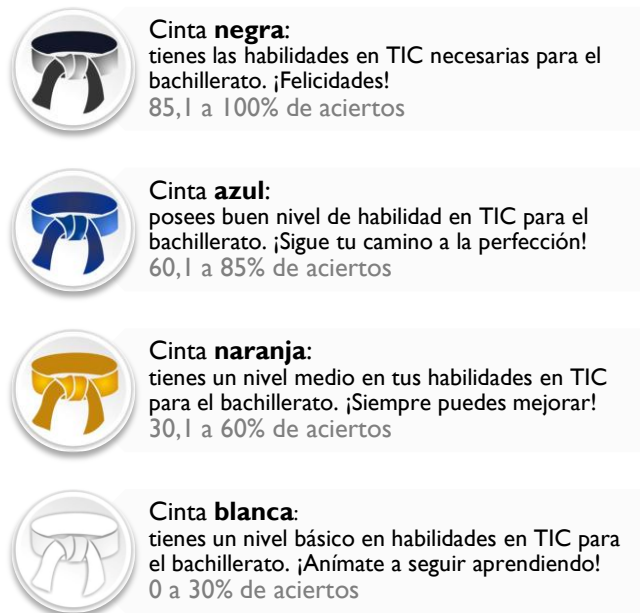 Cinta negra:
tienes las habilidades en TIC necesarias para el
bachillerato. ¡Felicidades!
85,1 a 100% de aciertos
Cinta azul:
posees buen nivel de habilidad en TIC para el
bachillerato. ¡Sigue tu camino a la perfección!
60,1 a 85% de aciertos
Cinta naranja:
tienes un nivel medio en tus habilidades en TIC
para el bachillerato. ¡Siempre puedes mejorar!
30,1 a 60% de aciertos
Cinta blanca:
tienes un nivel básico en habilidades en TIC para
el bachillerato. ¡Anímate a seguir aprendiendo!
0 a 30% de aciertos